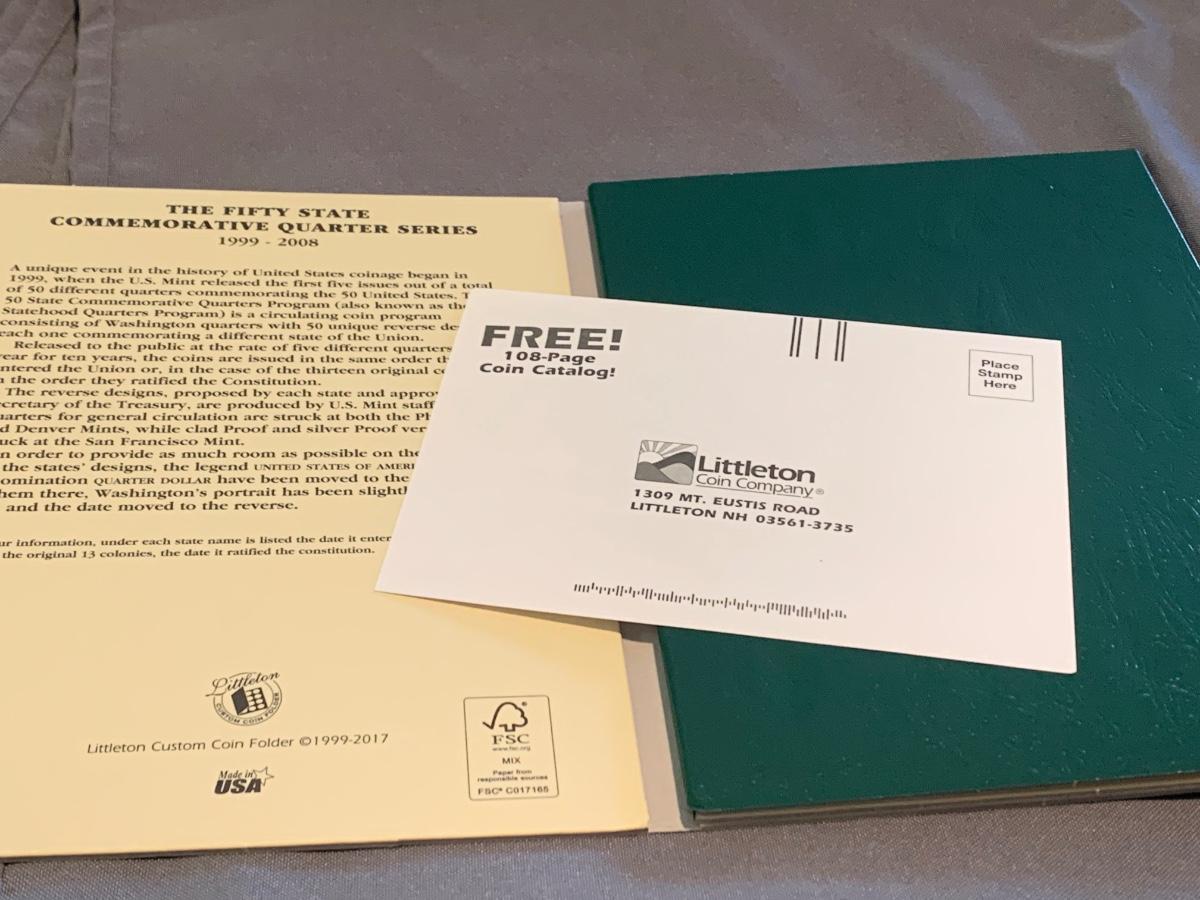 THE FIFTY STATE
COMMEMORATIVE QUARTER SERIES
1999 - 2008
A unique event in the history of United States coinage began in
1999, when the U.S. Mint released the first five issues out of a total
of 50 different quarters commemorating the 50 United States.
50 State Commemorative Quarters Program (also known as the
Statehood Quarters Program) is a circulating coin program
consisting of Washington quarters with 50 unique reverse
each one commemorating a different state of the Union.
Released to the public at the rate of five different quarters
year for ten years, the coins are issued in the same order
entered the Union or, in the case of the thirteen original
the order they ratified the Constitution.
The reverse designs, proposed by each state and
Secretary of the Treasury, are produced by U.S. Mint staff
quarters for general circulation are struck at both the
Denver Mints, while clad Proof and silver Proof
at the San Francisco Mint.
In order to provide as much room as possible on the
the states' designs, the legend UNITED STATES OF
QUARTER DOLLAR have been moved to the
them there, Washington's portrait has been
and the date moved to the reverse.
information, under each state name is listed the date it
the original 13 colonies, the date it ratified the constitution.
Littleton
CUSTOM COIN FOLDER
Littleton Custom Coin Folder ©1999-2017
Made in
USA
FSC®
www.fsc.org
MIX
Paper from
responsible sources
FSC® C017165
FREE!
108-Page
Coin Catalog!
Place
Stamp
Here
Littleton
Coin Company®
1309 MT. EUSTIS ROAD
LITTLETON NH 03561-3735